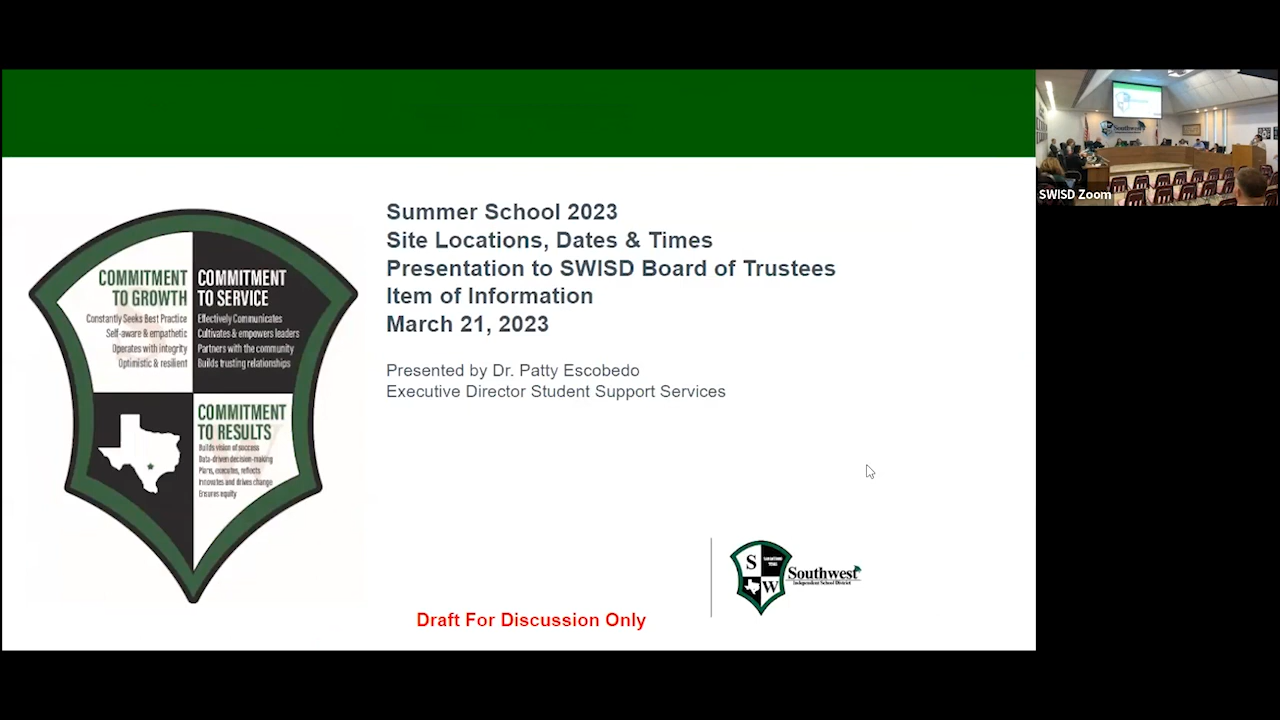 Summer School 2023
Site Locations, Dates & Times
Presentation to SWISD Board of Trustees
Item of Information
March 21, 2023
Presented by Dr. Patty Escobedo
Executive Director Student Support Services
COMMITMENT
TO GROWTH
Constantly Seeks Best Practice
Self-aware & empathetic
Operates with integrity
Optimistic & resilient
COMMITMENT
TO SERVICE
Effectively Communicates
Cultivates & empowers leaders
Partners with the community
Builds trusting relationships
COMMITMENT
TO RESULTS
Builds vision of success
Data-driven decision-making
Plans, executes, reflects
Innovates and drives change
Ensures equity
Draft For Discussion Only
S
W
Southwest
Independent School District
SWISD Zoom
Southwest